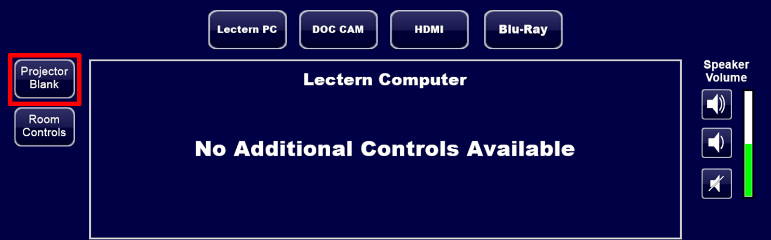 Lectern PC
DOC CAM
HDMI
Blu-Ray
Projector
Blank
Room
Controls
Lectern Computer
No Additional Controls Available
Speaker
Volume